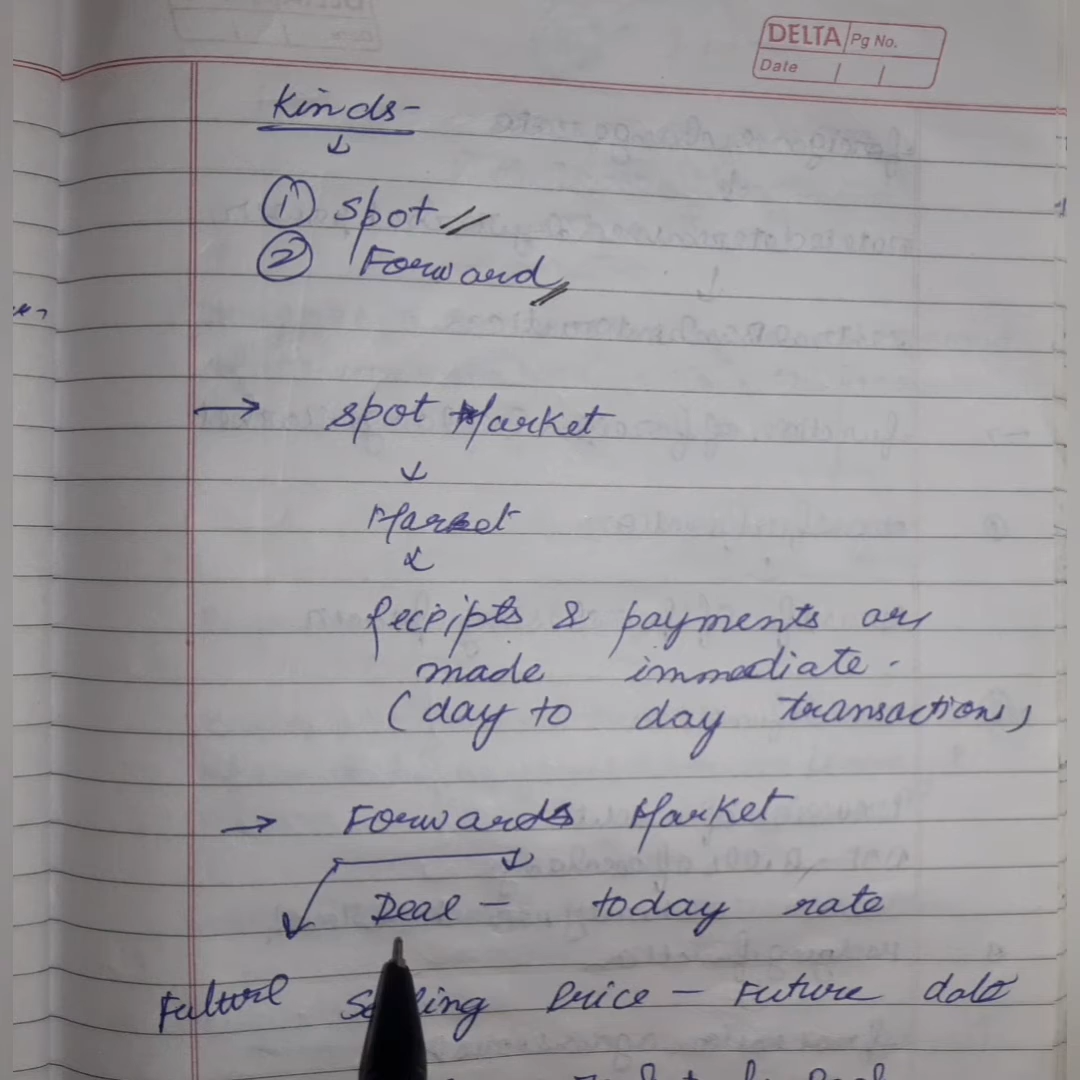 DELTA Pg No.
Date / /
Kinds-
① Spot
② Forward
→ Spot Market
Market
Receipts & payments are
made immediate.
(day to day transactions)
→ Forwards Market
Deal - today rate
Future Selling Price - Future date